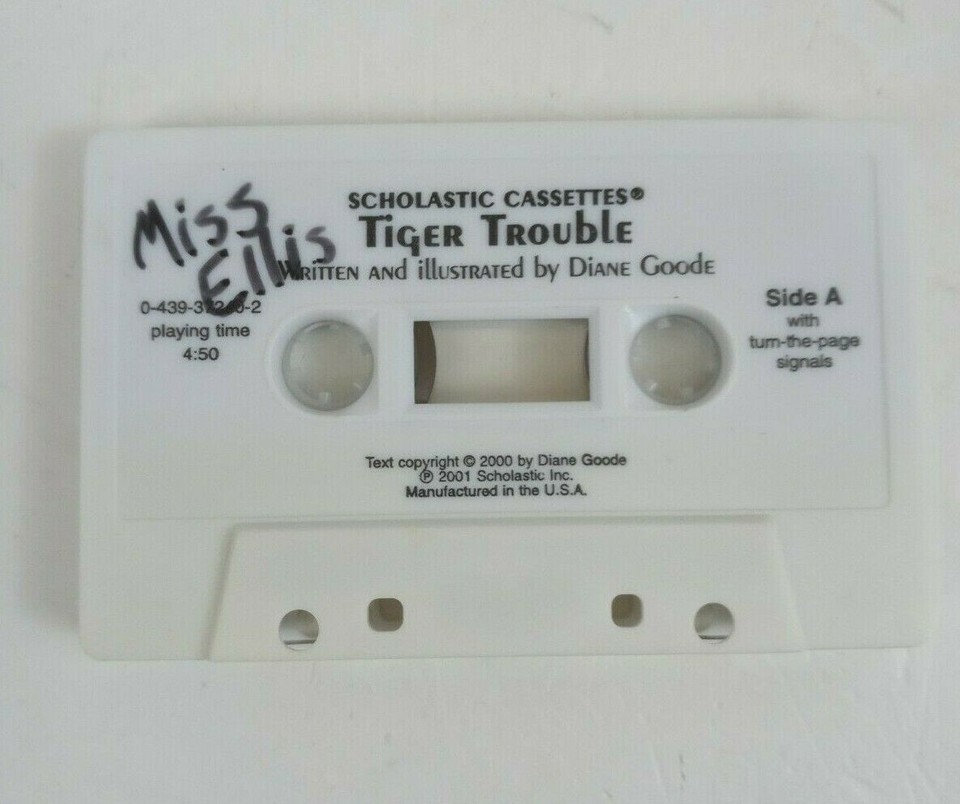 Miss
Ellis
SCHOLASTIC CASSETTES®
Tiger Trouble
Written and illustrated by Diane Goode
playing time
4:50
Side A
with
turn-the-page
signals
Text copyright © 2000 by Diane Goode
℗ 2001 Scholastic Inc.
Manufactured in the U.S.A.